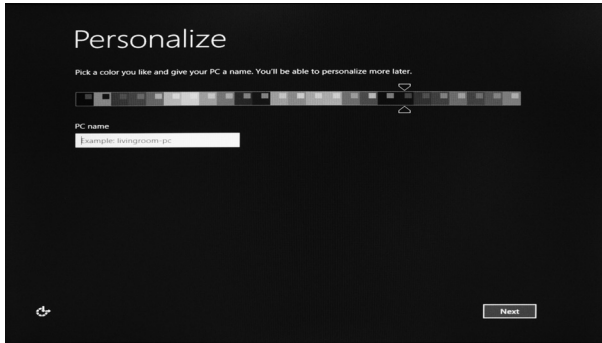 Personalize
Pick a color you like and give your PC a name. You'll be able to personalize more later.
PC name
Example: livingroom-pc
Next